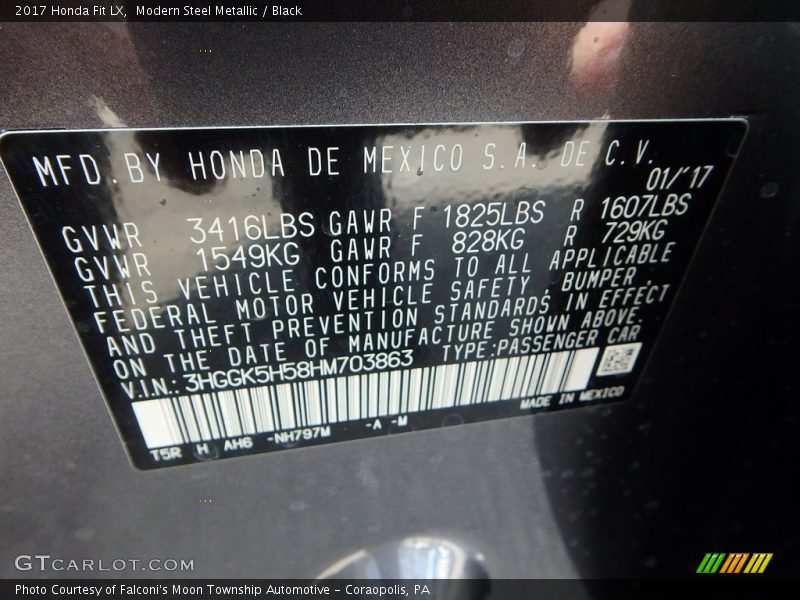 2017 Honda Fit LX, Modern Steel Metallic / Black
MFD.BY HONDA DE MEXICO S.A. DE C.V.
01/'17
GVWR 3416LBS GAWR F 1825LBS R 1607LBS
GVWR 1549KG GAWR F 828KG R 729KG
THIS VEHICLE CONFORMS TO ALL APPLICABLE
FEDERAL MOTOR VEHICLE SAFETY BUMPER,
AND THEFT PREVENTION STANDARDS IN EFFECT
ON THE DATE OF MANUFACTURE SHOWN ABOVE.
V.IN.:3HGGK5H58HM703863 TYPE:PASSENGER CAR
MADE IN MEXICO
T5R H AH6 -NH797M -A -M
GTCARLOT.COM
Photo Courtesy of Falconi's Moon Township Automotive - Coraopolis, PA